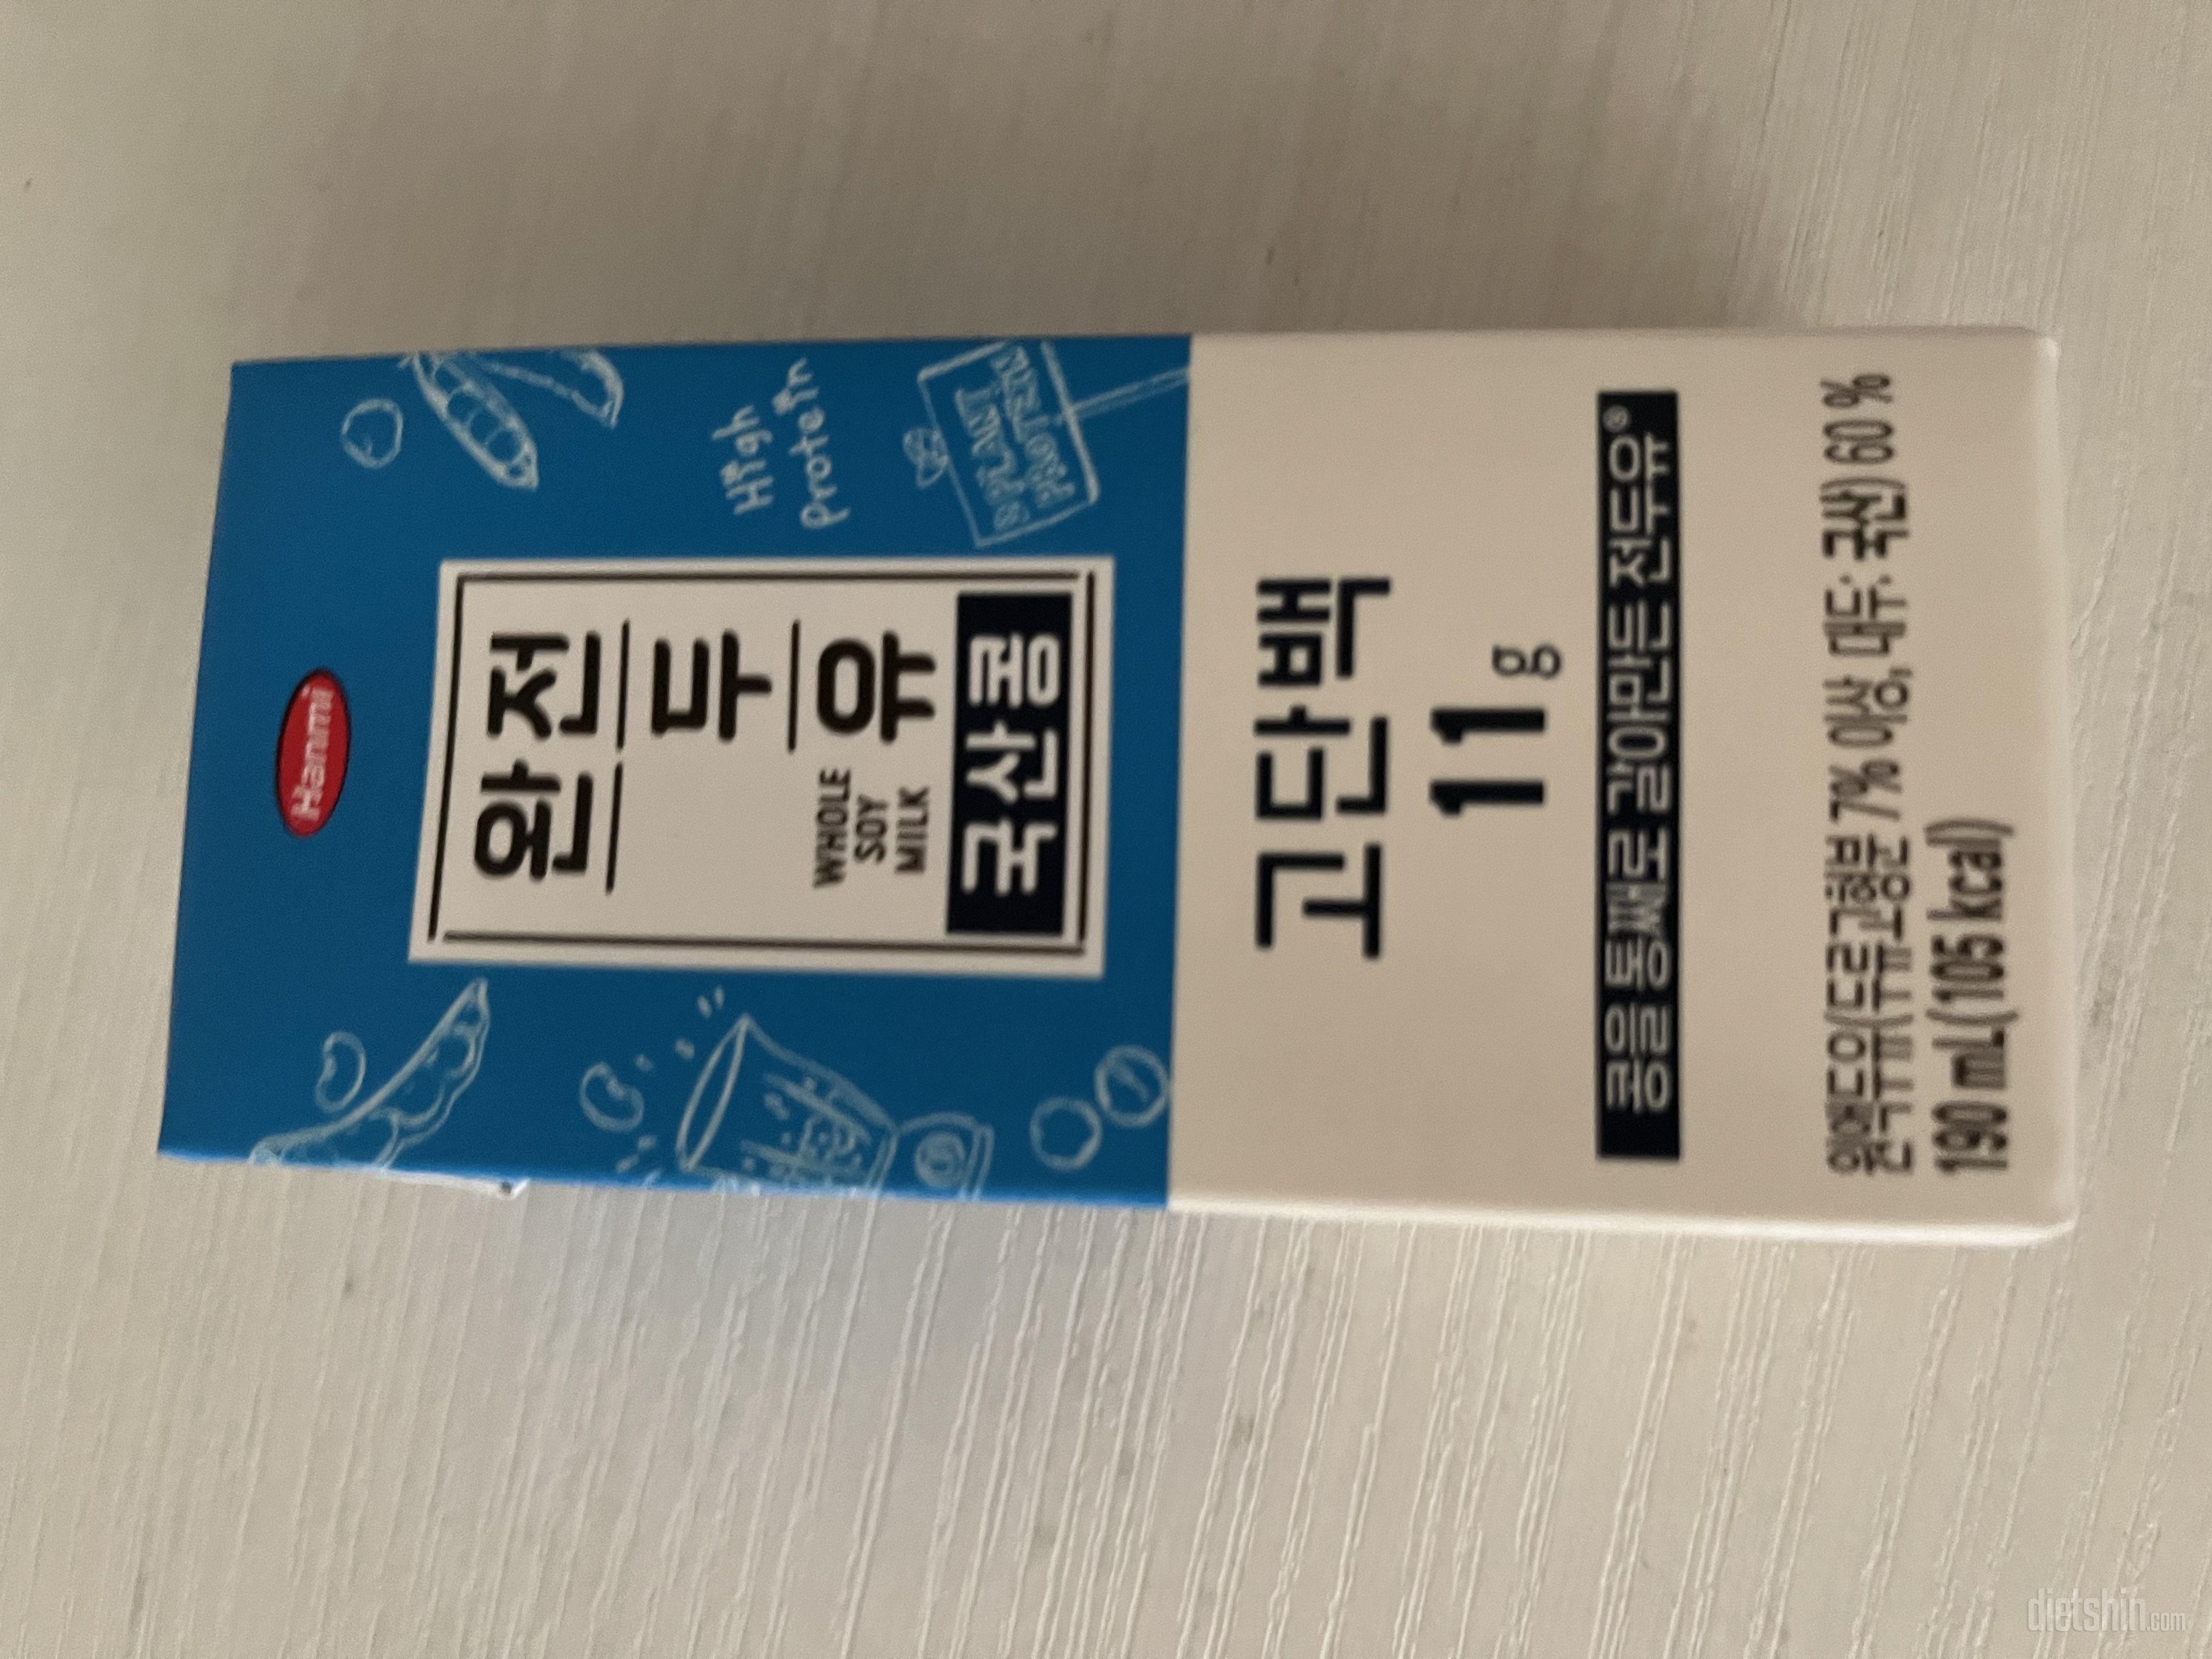 Hanmi
완전
두
유
WHOLE
SOY
MILK
국산콩
High
Protein
PLANT
PROTEIN
고단백
11 g
콩을 통째로 갈아만든 전두유®
원액두유(두류고형분 7% 이상, 대두: 국산) 60 %
190 mL(105 kcal)
dietshin.com